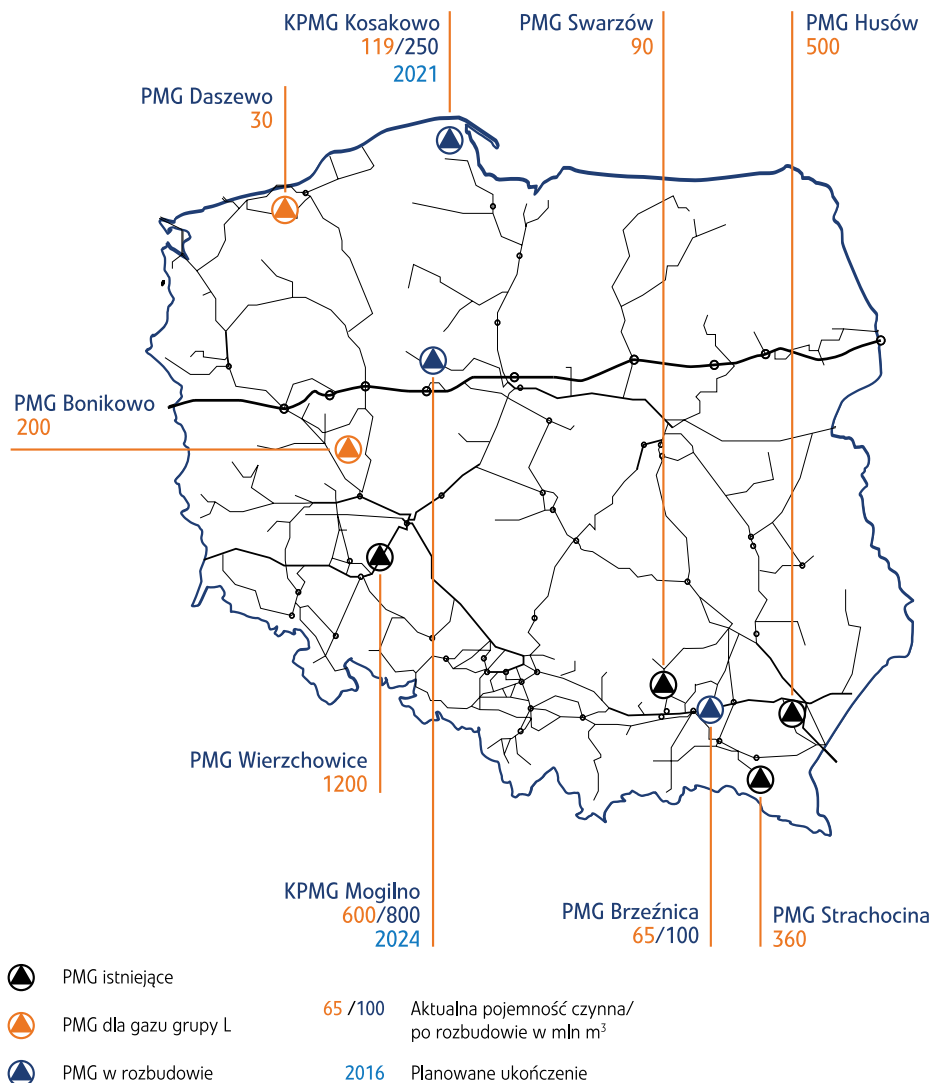 KPMG Kosakowo
119/250
2021
PMG Swarzów
90
PMG Husów
500
PMG Daszewo
30
PMG Bonikowo
200
PMG Wierzchowice
1200
KPMG Mogilno
600/800
2024
PMG Brzeźnica
65/100
PMG Strachocina
360
PMG istniejące
PMG dla gazu grupy L
PMG w rozbudowie
65 /100 Aktualna pojemność czynna/
po rozbudowie w mln m³
2016 Planowane ukończenie